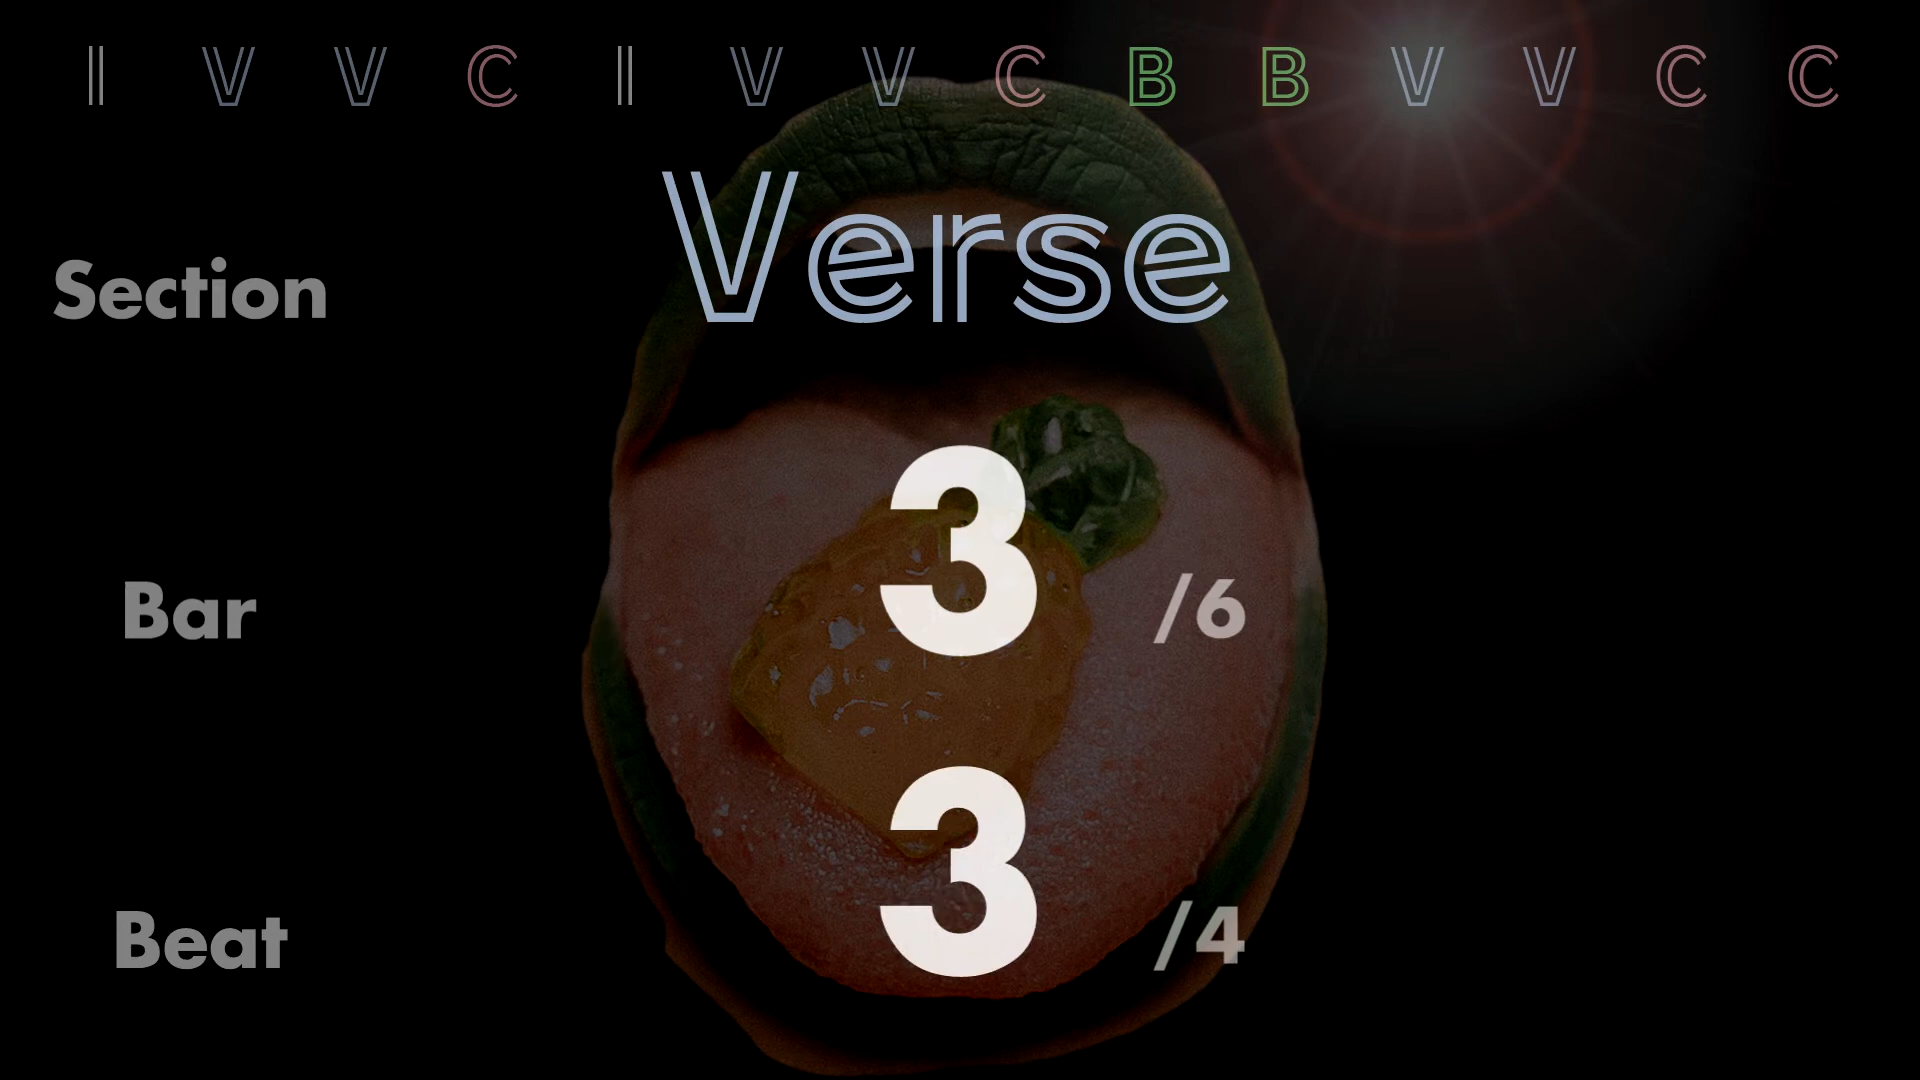 I V V C I V V C B B V V C C
Verse
Section
3 /6
Bar
3 /4
Beat